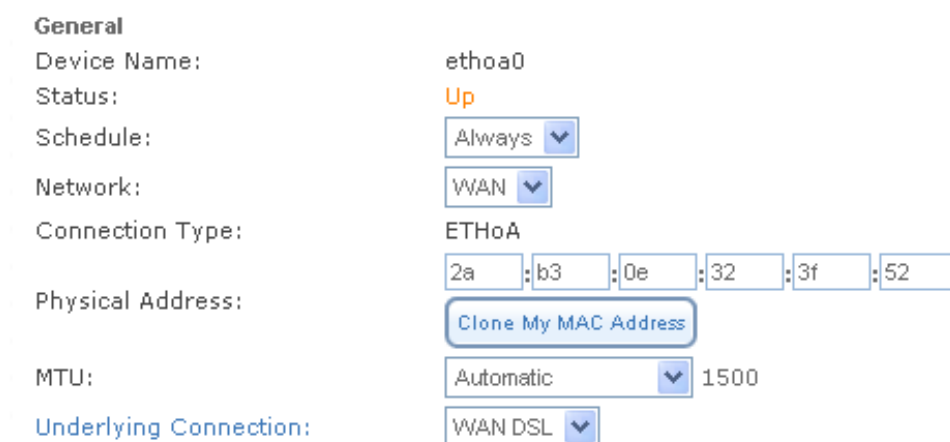 General
Device Name: ethoa0
Status: Up
Schedule: Always
Network: WAN
Connection Type: ETHoA
Physical Address: 2a : b3 : 0e : 32 : 3f : 52
Clone My MAC Address
MTU: Automatic 1500
Underlying Connection: WAN DSL